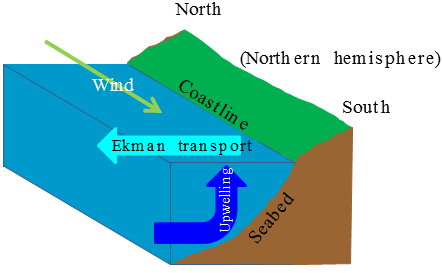 North
(Northern hemisphere)
Wind
Coastline
South
Ekman transport
Upwelling
Seabed